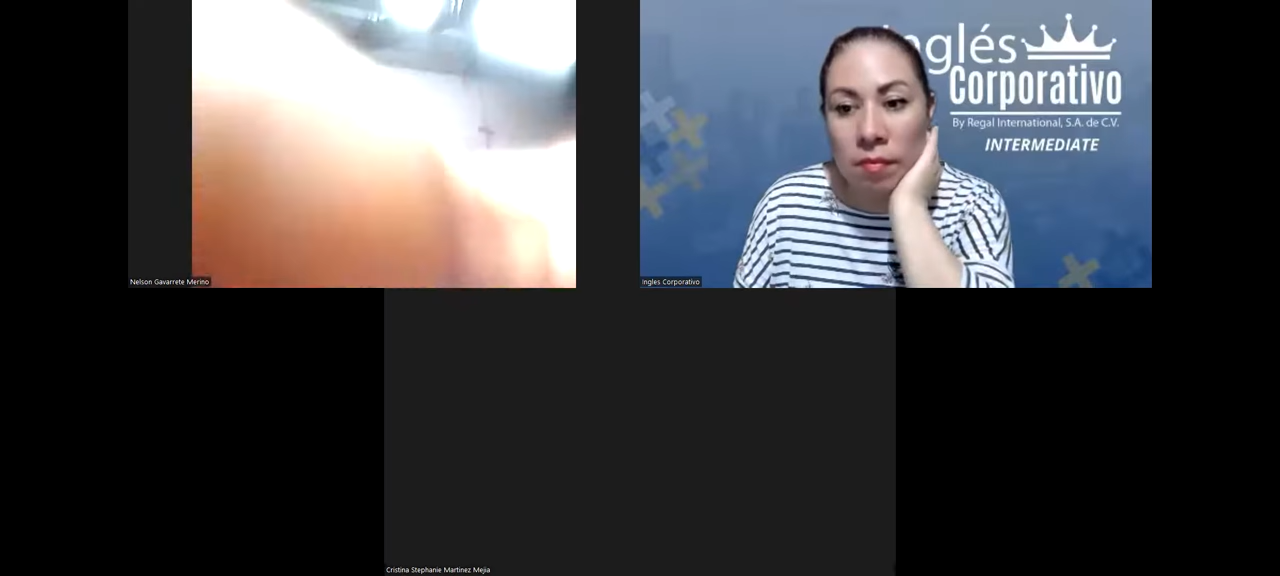 Inglés
Corporativo
By Regal International, S.A. de C.V.
INTERMEDIATE
Nelson Gavarrete Merino
Ingles Corporativo
Cristina Stephanie Martinez Mejia